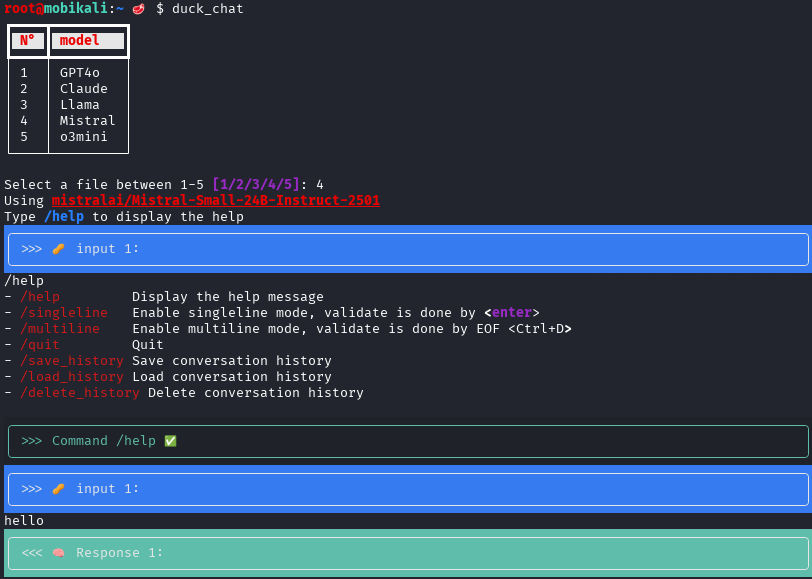 root@mobikali:~ 🥩 $ duck_chat
N° model
1 GPT4o
2 Claude
3 Llama
4 Mistral
5 o3mini
Select a file between 1-5 [1/2/3/4/5]: 4
Using mistralai/Mistral-Small-24B-Instruct-2501
Type /help to display the help
>>> 🥜 input 1:
/help
- /help Display the help message
- /singleline Enable singleline mode, validate is done by <enter>
- /multiline Enable multiline mode, validate is done by EOF <Ctrl+D>
- /quit Quit
- /save_history Save conversation history
- /load_history Load conversation history
- /delete_history Delete conversation history
>>> Command /help ✅
>>> 🥜 input 1:
hello
<<< 🧠 Response 1: